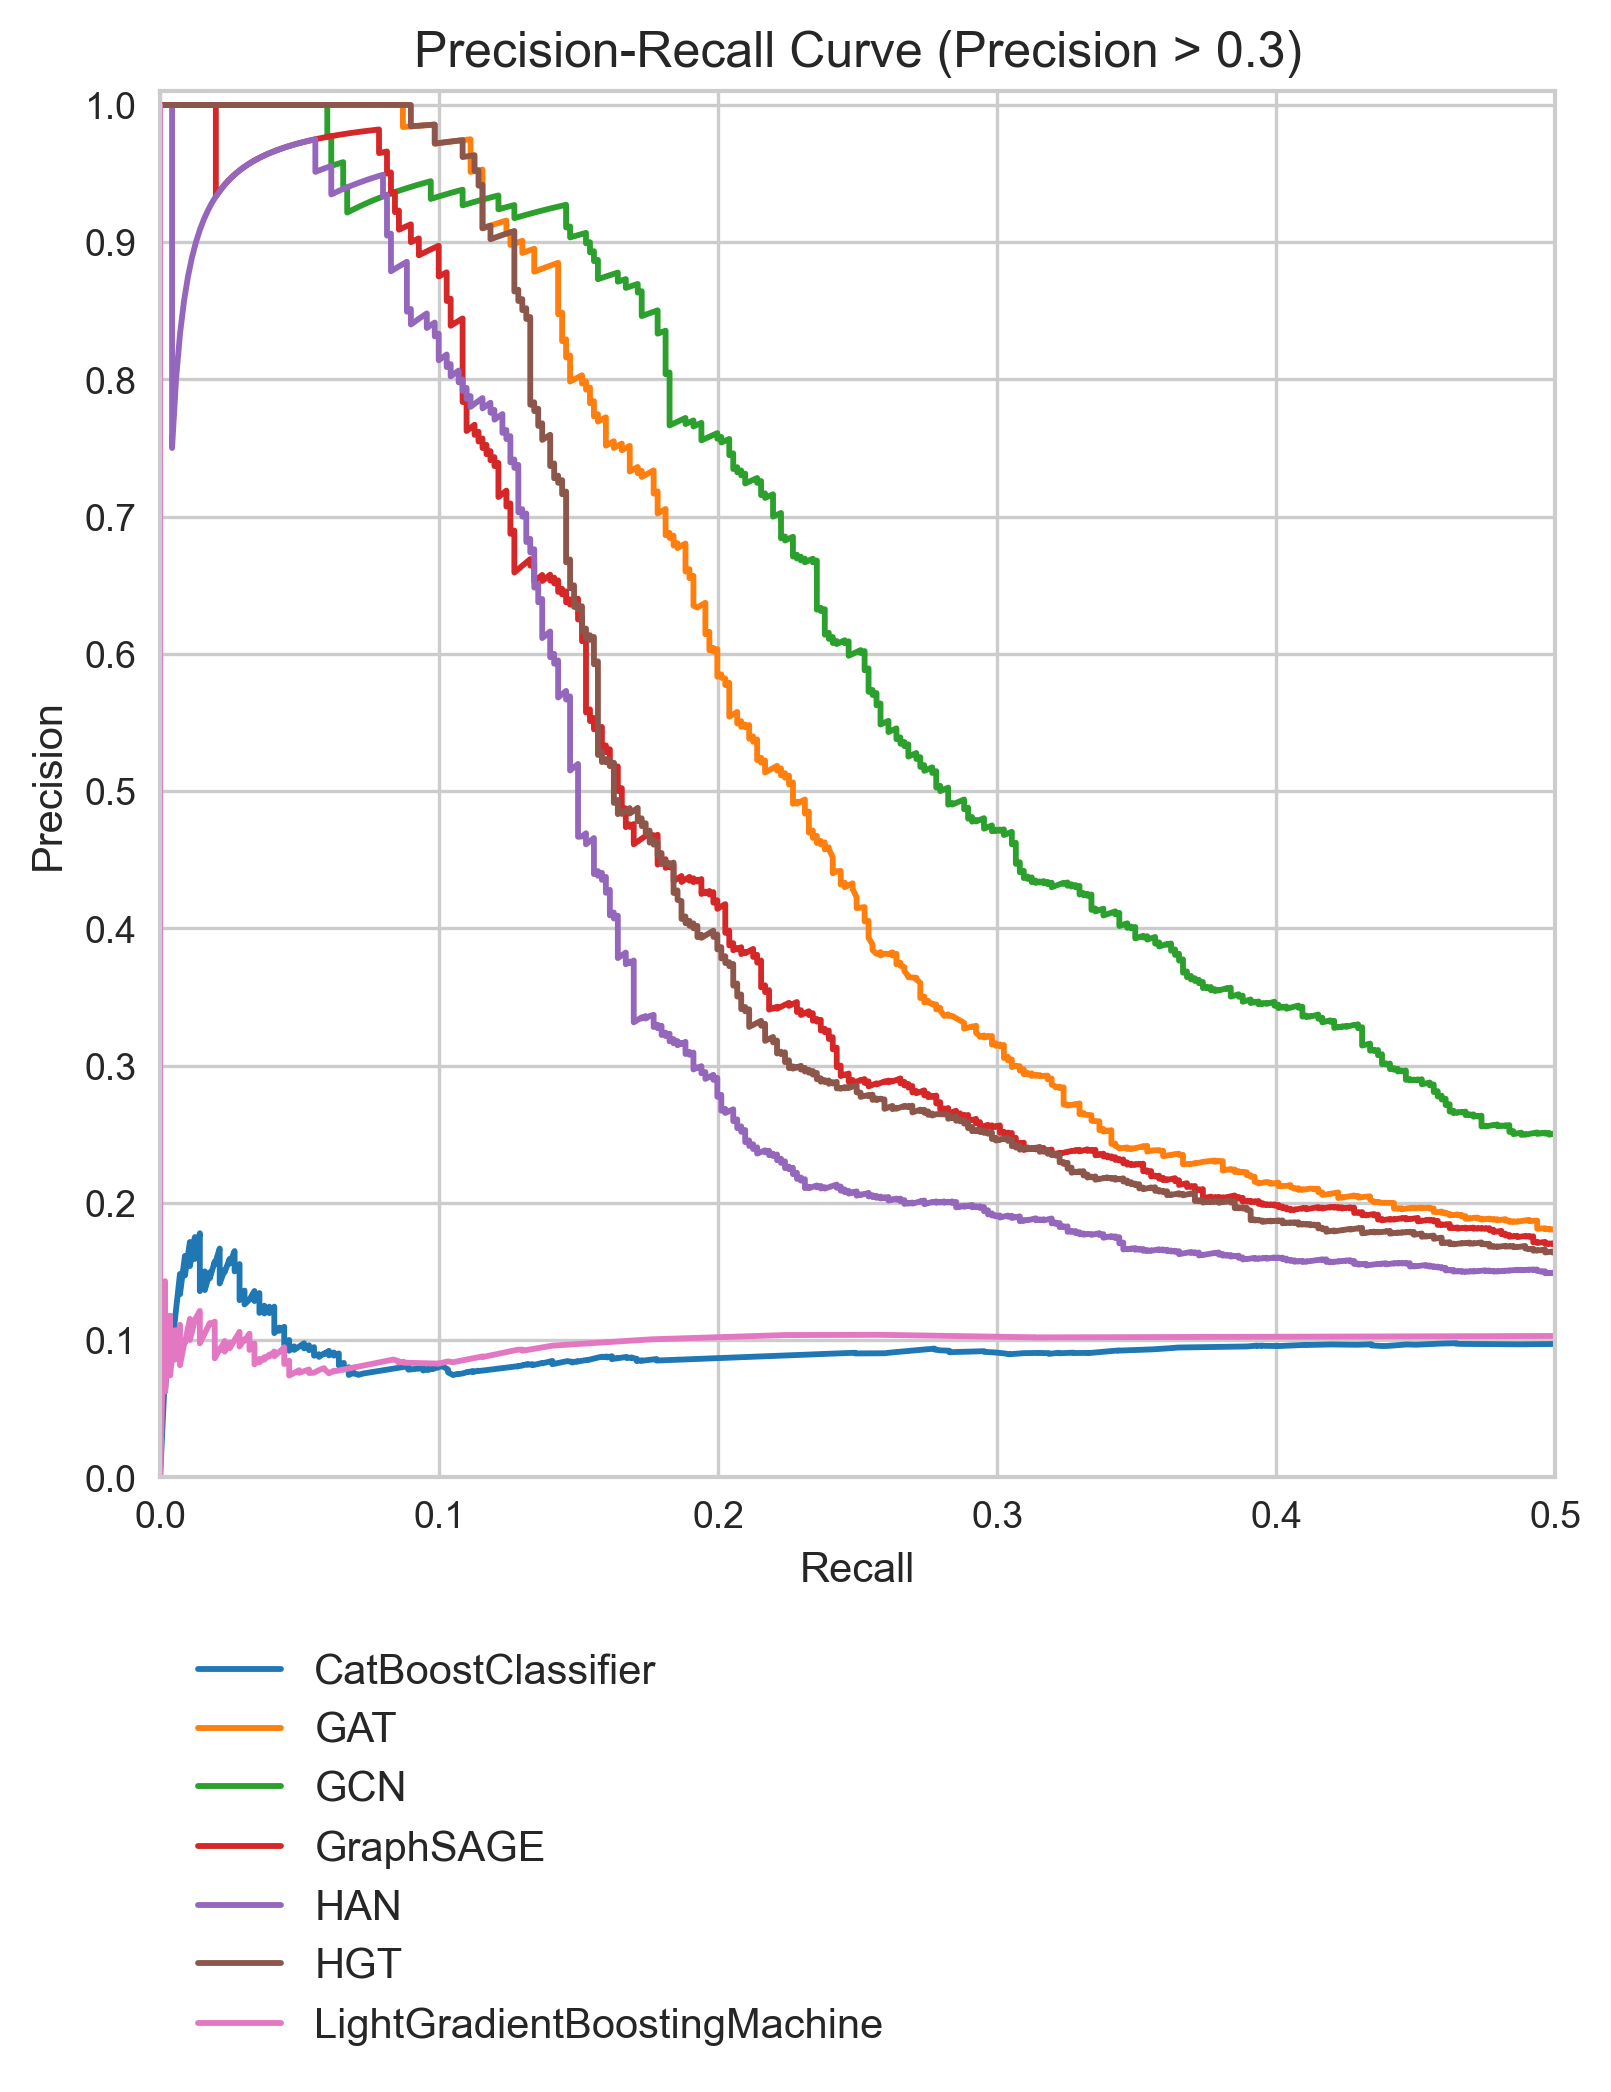 Precision-Recall Curve (Precision > 0.3)
1.0
0.9
0.8
0.7
0.6
0.5
0.4
0.3
0.2
0.1
0.0
Precision
0.0 0.1 0.2 0.3 0.4 0.5
Recall
CatBoostClassifier
GAT
GCN
GraphSAGE
HAN
HGT
LightGradientBoostingMachine